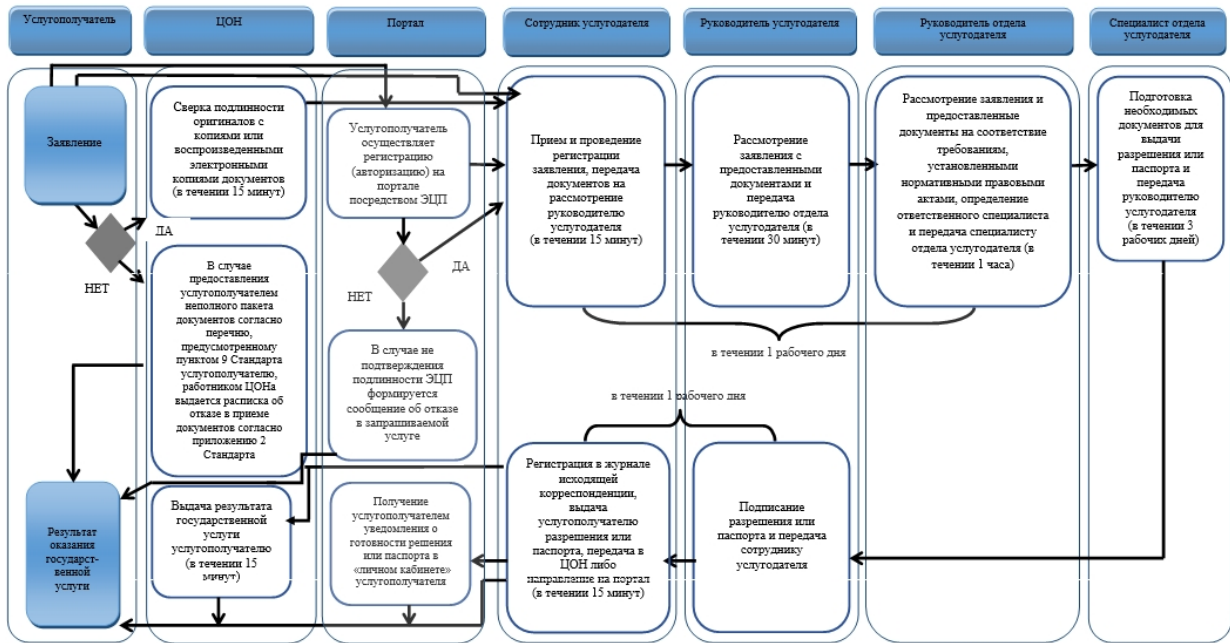 Услугополучатель
ЦОН
Портал
Сотрудник услугодателя
Руководитель услугодателя
Руководитель отдела
услугодателя
Специалист отдела
услугодателя
Заявление
ДА
НЕТ
Результат
оказания
государст-
венной
услуги
Сверка подлинности
оригиналов с
копиями или
воспроизведенными
электронными
копиями документов
(в течении 15 минут)
В случае
предоставления
услугополучателем
неполного пакета
документов согласно
перечню,
предусмотренному
пунктом 9 Стандарта
услугополучателю,
работником ЦОНа
выдается расписка об
отказе в приеме
документов согласно
приложению 2
Стандарта
Выдача результата
государственной
услуги
услугополучателю
(в течении 15
минут)
Услугополучатель
осуществляет
регистрацию
(авторизацию) на
портале
посредством ЭЦП
ДА
НЕТ
В случае не
подтверждения
подлинности ЭЦП
формируется
сообщение об отказе
в запрашиваемой
услуге
Получение
услугополучателем
уведомления о
готовности решения
или паспорта в
«личном кабинете»
услугополучателя
Прием и проведение
регистрации
заявления, передача
документов на
рассмотрение
руководителю
услугодателя
(в течении 15 минут)
Рассмотрение
заявления с
предоставленными
документами и
передача
руководителю отдела
услугодателя (в
течении 30 минут)
Рассмотрение заявления и
предоставленные
документы на соответствие
требованиям,
установленными
нормативными правовыми
актами, определение
ответственного специалиста
и передача специалисту
отдела услугодателя (в
течении 1 часа)
Подготовка
необходимых
документов для
выдачи
разрешения или
паспорта и
передача
руководителю
услугодателя
(в течении 3
рабочих дней)
в течении 1 рабочего дня
в течении 1 рабочего дня
Регистрация в журнале
исходящей
корреспонденции,
выдача
услугополучателю
разрешения или
паспорта, передача в
ЦОН либо
направление на портал
(в течении 15 минут)
Подписание
разрешения или
паспорта и передача
сотруднику
услугодателя